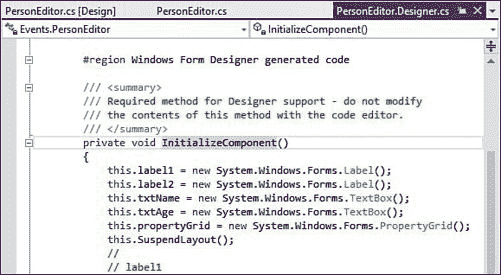 PersonEditor.cs [Design]    PersonEditor.cs    PersonEditor.Designer.cs
Events.PersonEditor    InitializeComponent()
#region Windows Form Designer generated code
/// <summary>
/// Required method for Designer support - do not modify
/// the contents of this method with the code editor.
/// </summary>
private void InitializeComponent()
{
this.label1 = new System.Windows.Forms.Label();
this.label2 = new System.Windows.Forms.Label();
this.txtName = new System.Windows.Forms.TextBox();
this.txtAge = new System.Windows.Forms.TextBox();
this.propertyGrid = new System.Windows.Forms.PropertyGrid();
this.SuspendLayout();
//
// label1